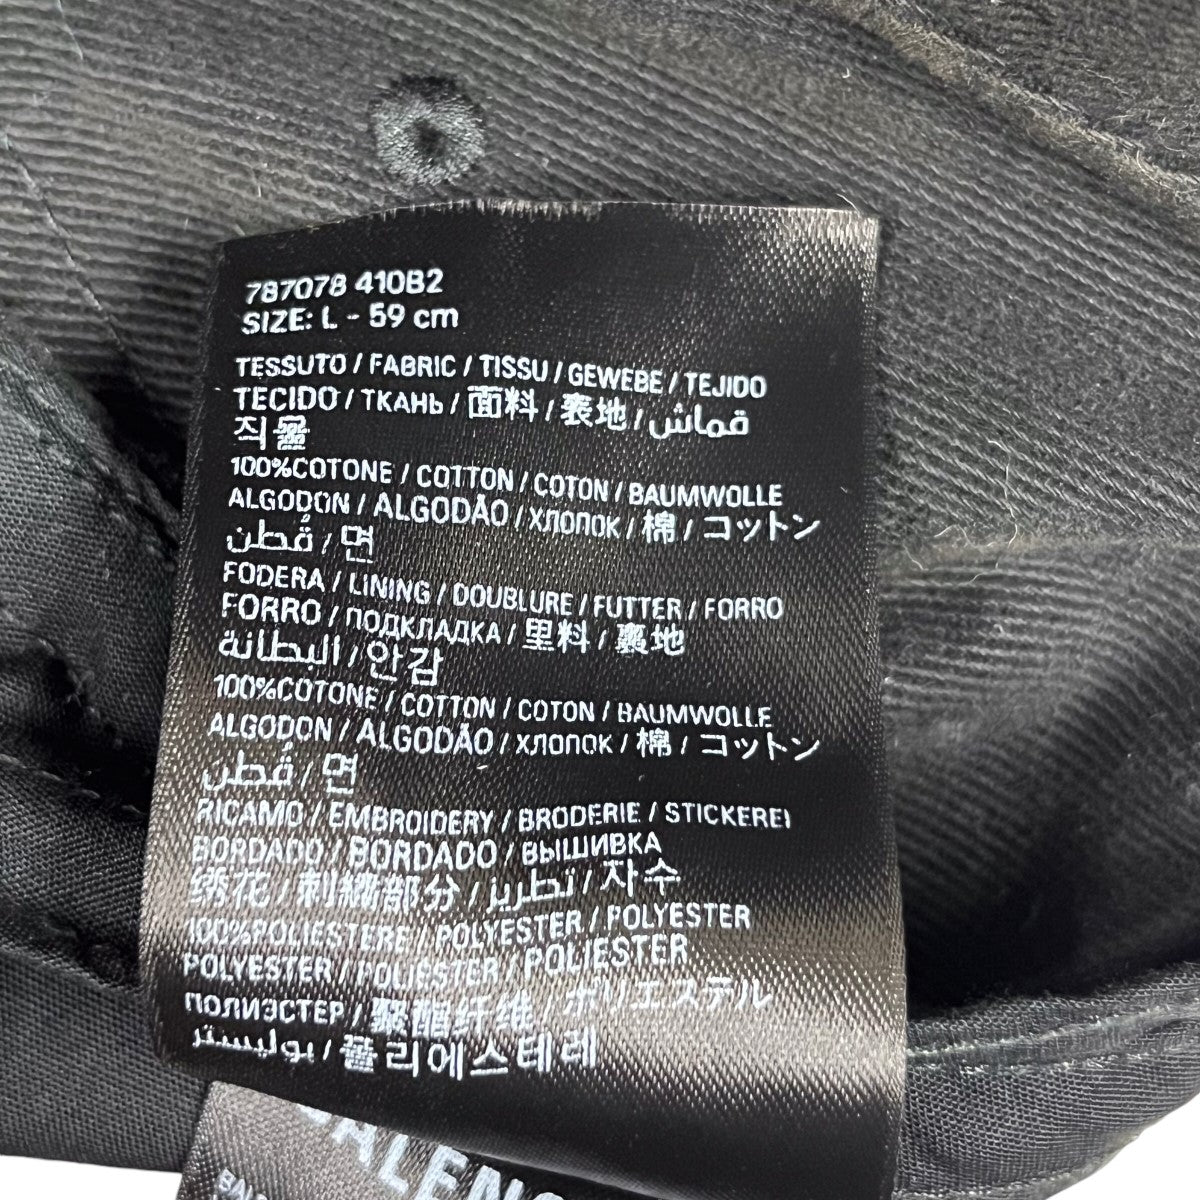 787078 410B2
SIZE: L - 59 cm
TESSUTO / FABRIC / TISSU / GEWEBE / TEJIDO
TECIDO / ТКАНЬ / 面料 / 表地 / قماش
직물
100%COTONE / COTTON / COTON / BAUMWOLLE
ALGODON / ALGODÃO / ХЛОПОК / 棉 / コットン
قُطن / 면
FODERA / LINING / DOUBLURE / FUTTER / FORRO
FORRO / ПОДКЛАДКА / 里料 / 裏地
البطانة / 안감
100%COTONE / COTTON / COTON / BAUMWOLLE
ALGODON / ALGODÃO / ХЛОПОК / 棉 / コットン
قُطن / 면
RICAMO / EMBROIDERY / BRODERIE / STICKEREI
BORDADO / BORDADO / ВЫШИВКА
绣花 / 刺繍部分 / تطريز / 자수
100%POLIESTERE / POLYESTER / POLYESTER
POLYESTER / POLIESTER / POLIESTER
ПОЛИЭСТЕР / 聚酯纤维 / ポリエステル
بوليستر / 폴리에스테레